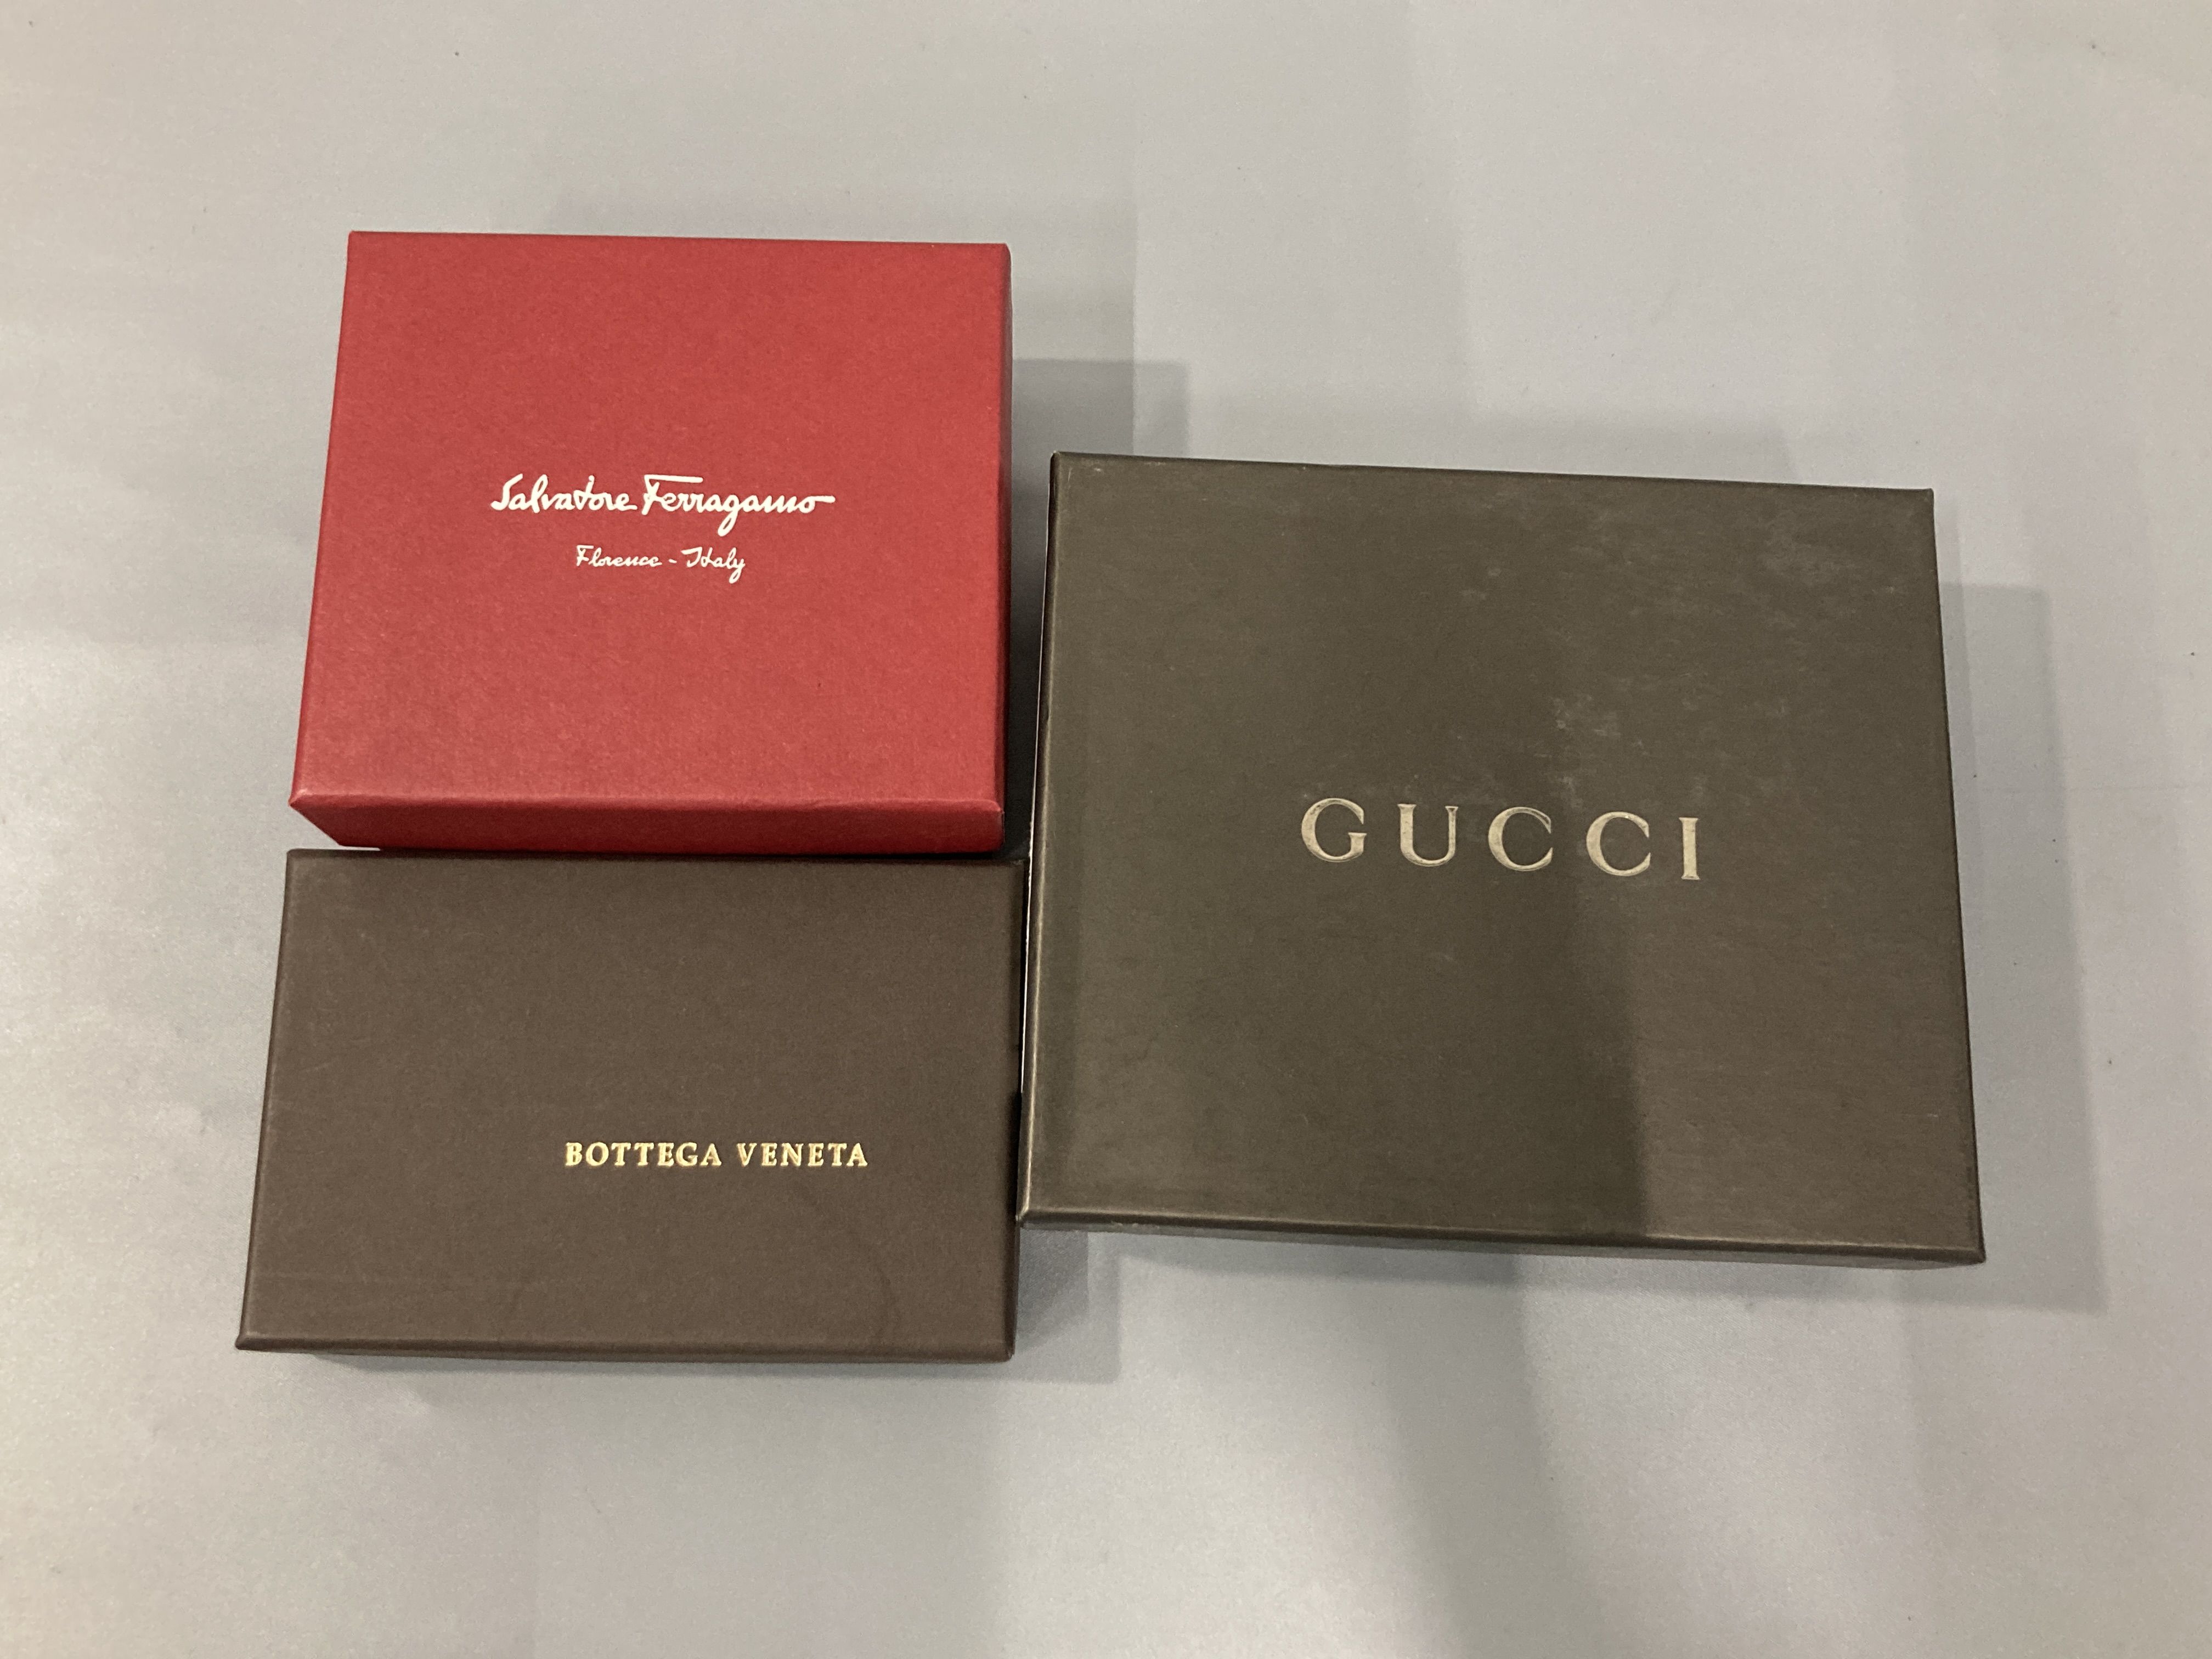 Salvatore Ferragamo
Florence - Italy
GUCCI
BOTTEGA VENETA